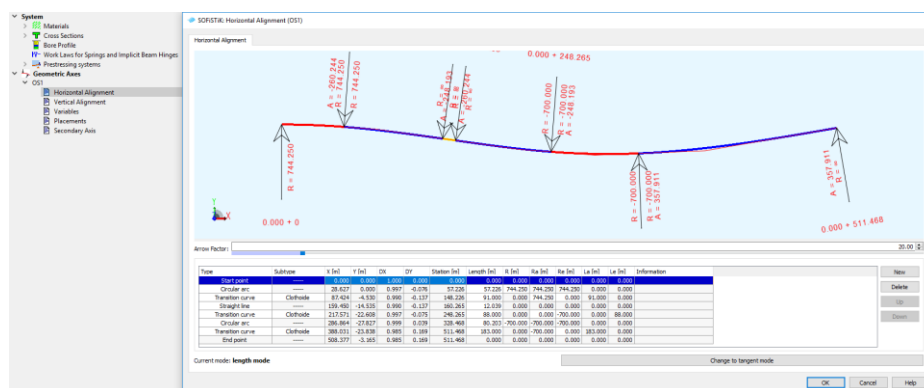 System
Materials
Cross Sections
Bore Profile
Work Laws for Springs and Implicit Beam Hinges
Prestressing systems
Geometric Axes
OS1
Horizontal Alignment
Vertical Alignment
Variables
Placements
Secondary Axis
SOFiSTiK: Horizontal Alignment (OS1)
Horizontal Alignment
0.000 + 248.265
A = -260.244
R = 744.250
A = -248.193
R = ∞
A = -260.244
R = -700.000
R = -700.000
A = -248.193
R = 744.250
0.000 + 0
R = -700.000
R = -700.000
A = 357.911
A = 357.911
R = ∞
0.000 + 511.468
Y
X
Arrow Factor: 20.00
Type Subtype X [m] Y [m] DX DY Station [m] Length [m] R [m] Ra [m] Re [m] La [m] Le [m] Information
Start point ----- 0.000 0.000 1.000 0.000 0.000 0.000 0.000 0.000 0.000 0.000 0.000
Circular arc ----- 28.627 0.000 0.997 -0.076 57.226 57.226 744.250 744.250 744.250 0.000 0.000
Transition curve Clothoide 87.424 -4.530 0.990 -0.137 148.226 91.000 0.000 744.250 0.000 91.000 0.000
Straight line ----- 159.450 -14.535 0.990 -0.137 160.265 12.039 0.000 0.000 0.000 0.000 0.000
Transition curve Clothoide 217.571 -22.608 0.997 -0.075 248.265 88.000 0.000 0.000 -700.000 0.000 88.000
Circular arc ----- 286.864 -27.827 0.999 0.039 328.468 80.203 -700.000 -700.000 -700.000 0.000 0.000
Transition curve Clothoide 388.031 -23.838 0.985 0.169 511.468 183.000 0.000 -700.000 0.000 183.000 0.000
End point ----- 508.377 -3.165 0.985 0.169 511.468 0.000 0.000 0.000 0.000 0.000 0.000
New
Delete
Up
Down
Current mode: length mode
Change to tangent mode
OK Cancel Help